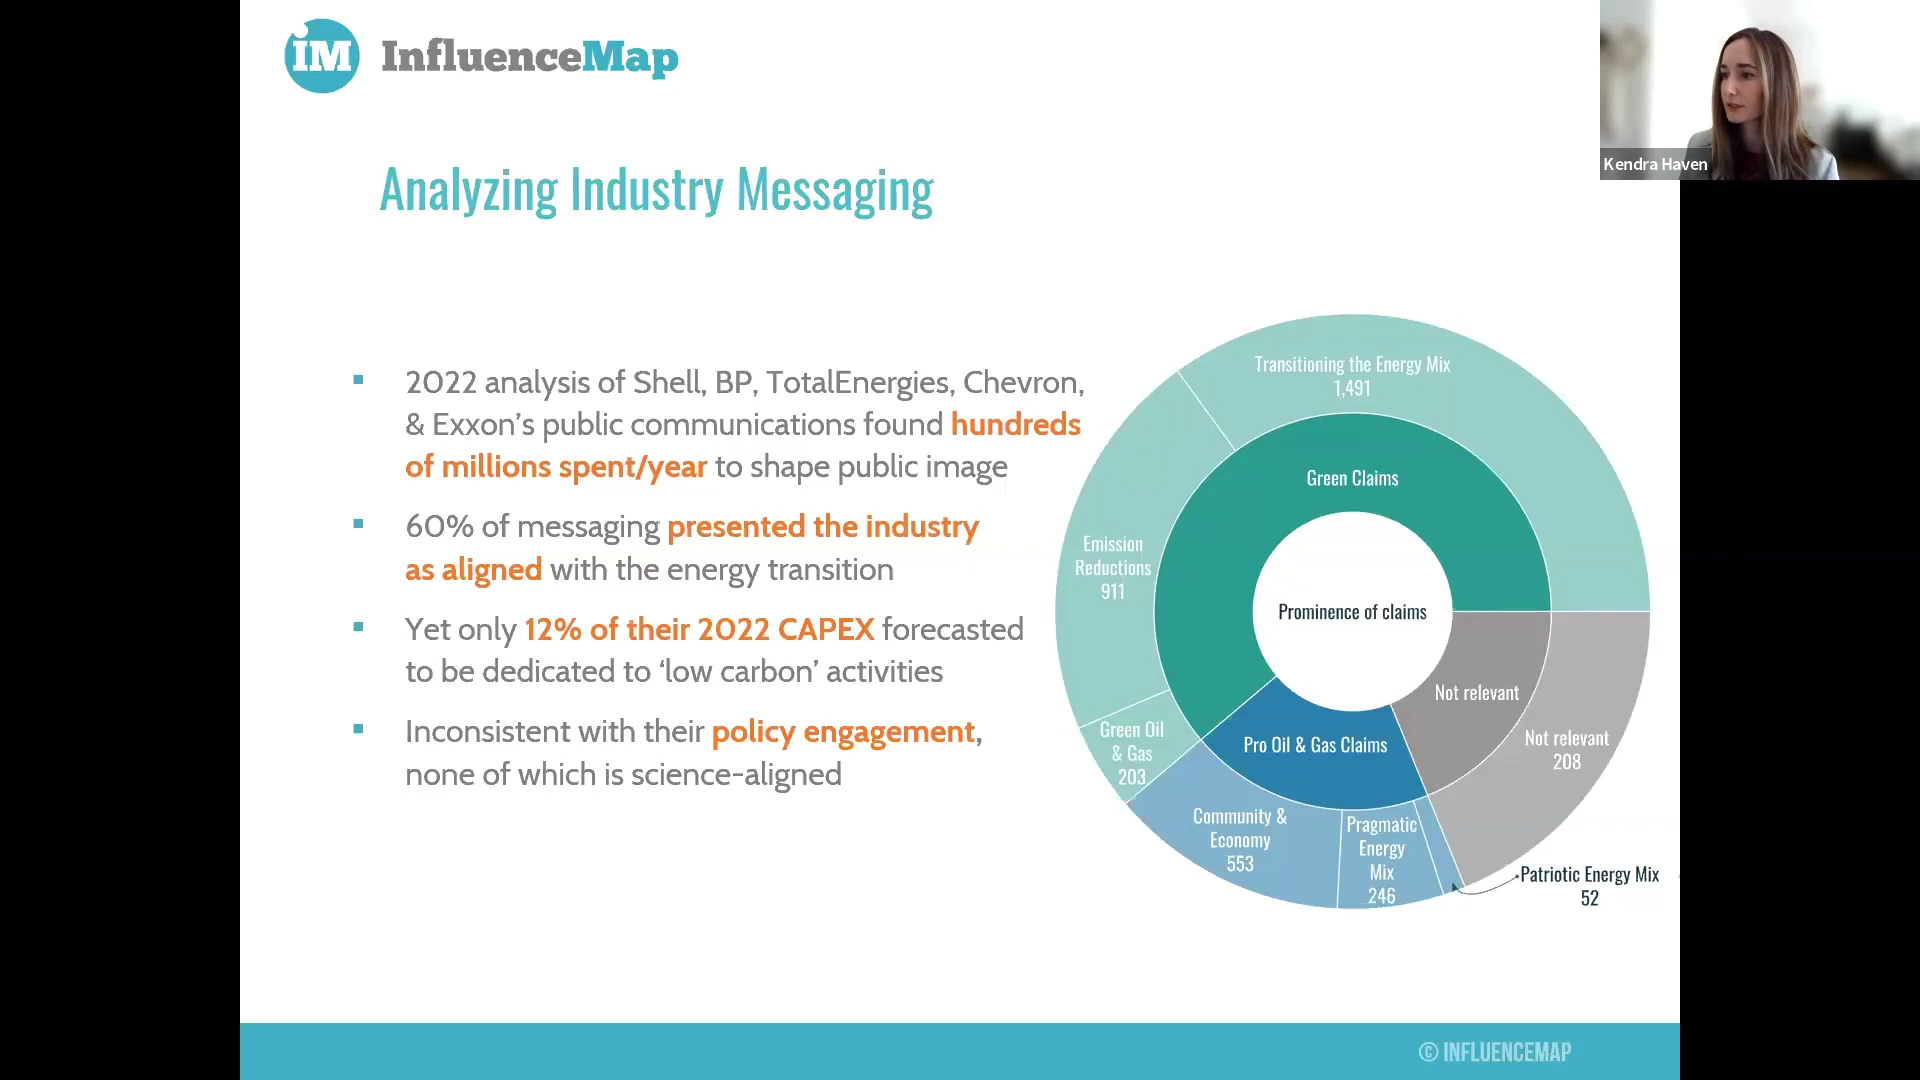 iM InfluenceMap
Kendra Haven
Analyzing Industry Messaging
2022 analysis of Shell, BP, TotalEnergies, Chevron,
& Exxon's public communications found hundreds
of millions spent/year to shape public image
60% of messaging presented the industry
as aligned with the energy transition
Yet only 12% of their 2022 CAPEX forecasted
to be dedicated to ‘low carbon’ activities
Inconsistent with their policy engagement,
none of which is science-aligned
Transitioning the Energy Mix
1,491
Green Claims
Emission
Reductions
911
Prominence of claims
Not relevant
Green Oil
& Gas
203
Pro Oil & Gas Claims
Not relevant
208
Community &
Economy
553
Pragmatic
Energy
Mix
246
Patriotic Energy Mix
52
© INFLUENCEMAP